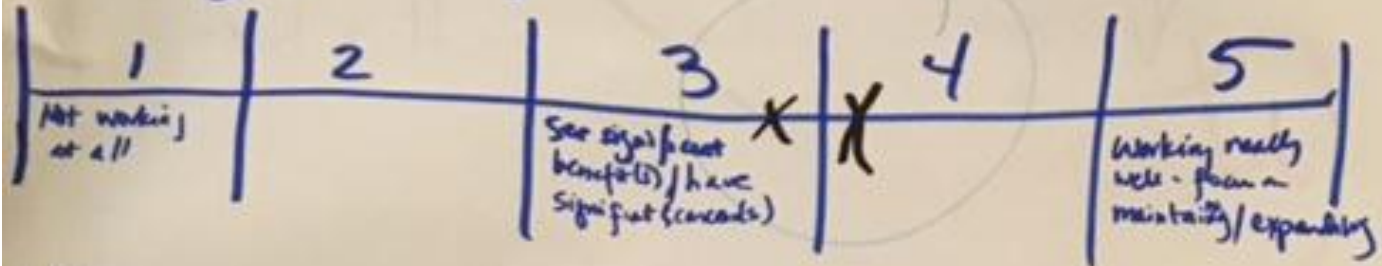 1 2 3 4 5
Not working
at all
See significant
benefit(s)/have
significant (concerns)
Working really
well - focus on
maintaining/expanding